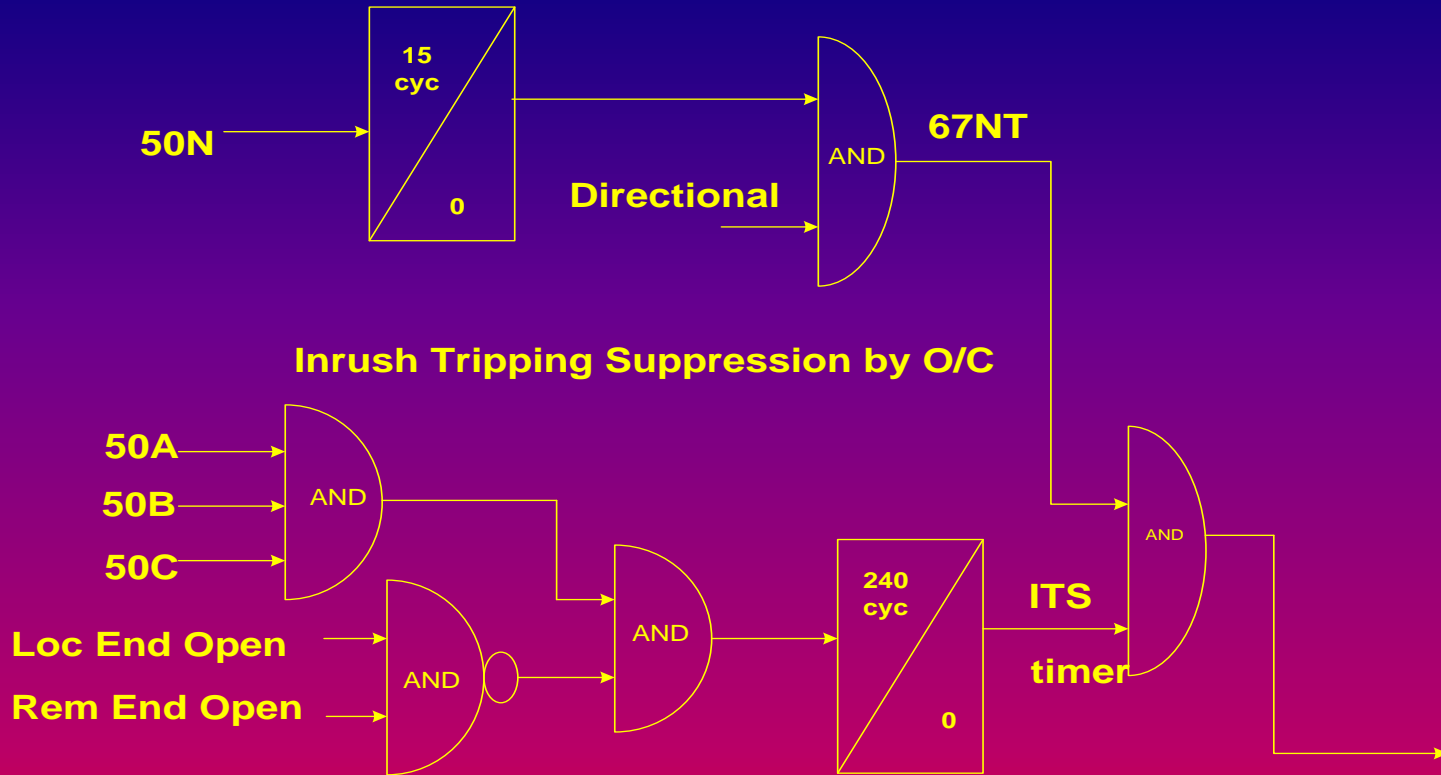 15
cyc
0
50N
Directional
AND
67NT
Inrush Tripping Suppression by O/C
50A
50B
50C
AND
Loc End Open
Rem End Open
AND
AND
240
cyc
0
ITS
timer
AND